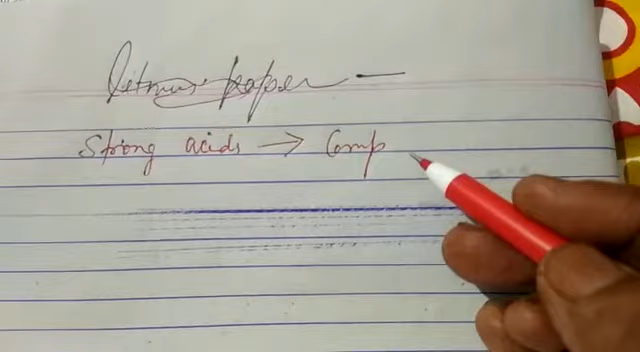 litmus paper —
Strong acids → Comp